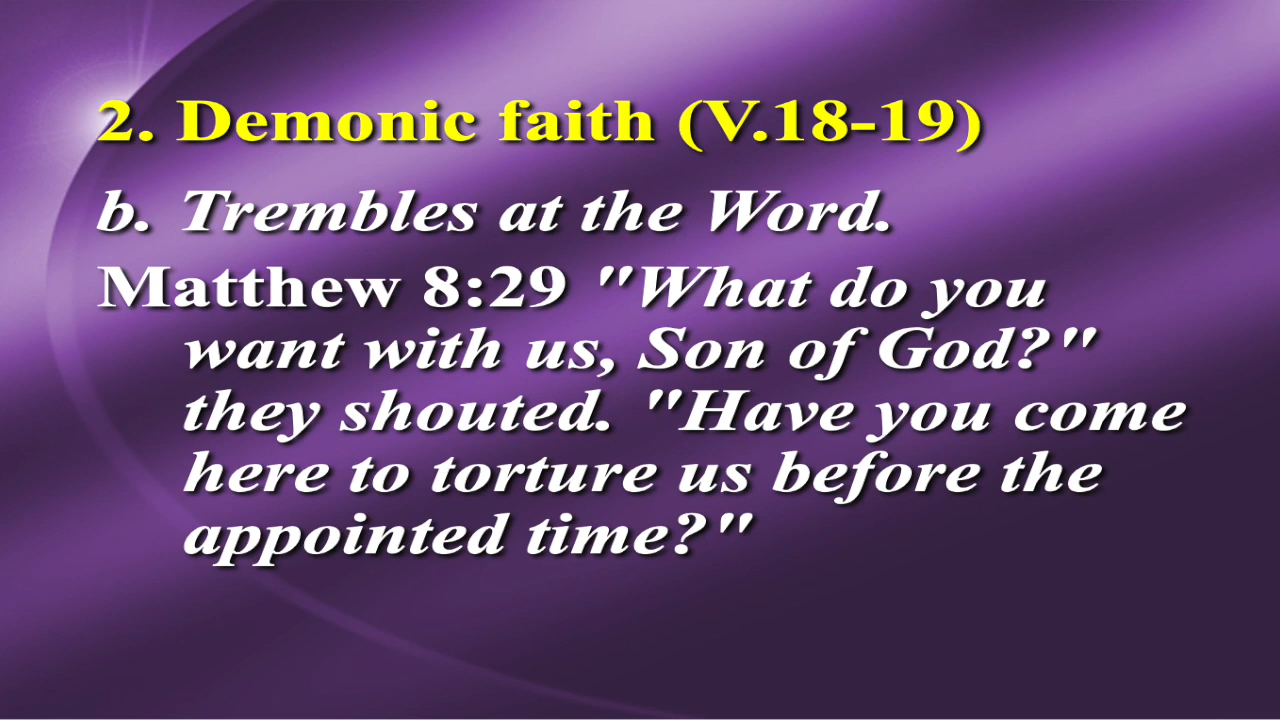 2. Demonic faith (V.18-19)
b. Trembles at the Word.
Matthew 8:29 "What do you
want with us, Son of God?"
they shouted. "Have you come
here to torture us before the
appointed time?"